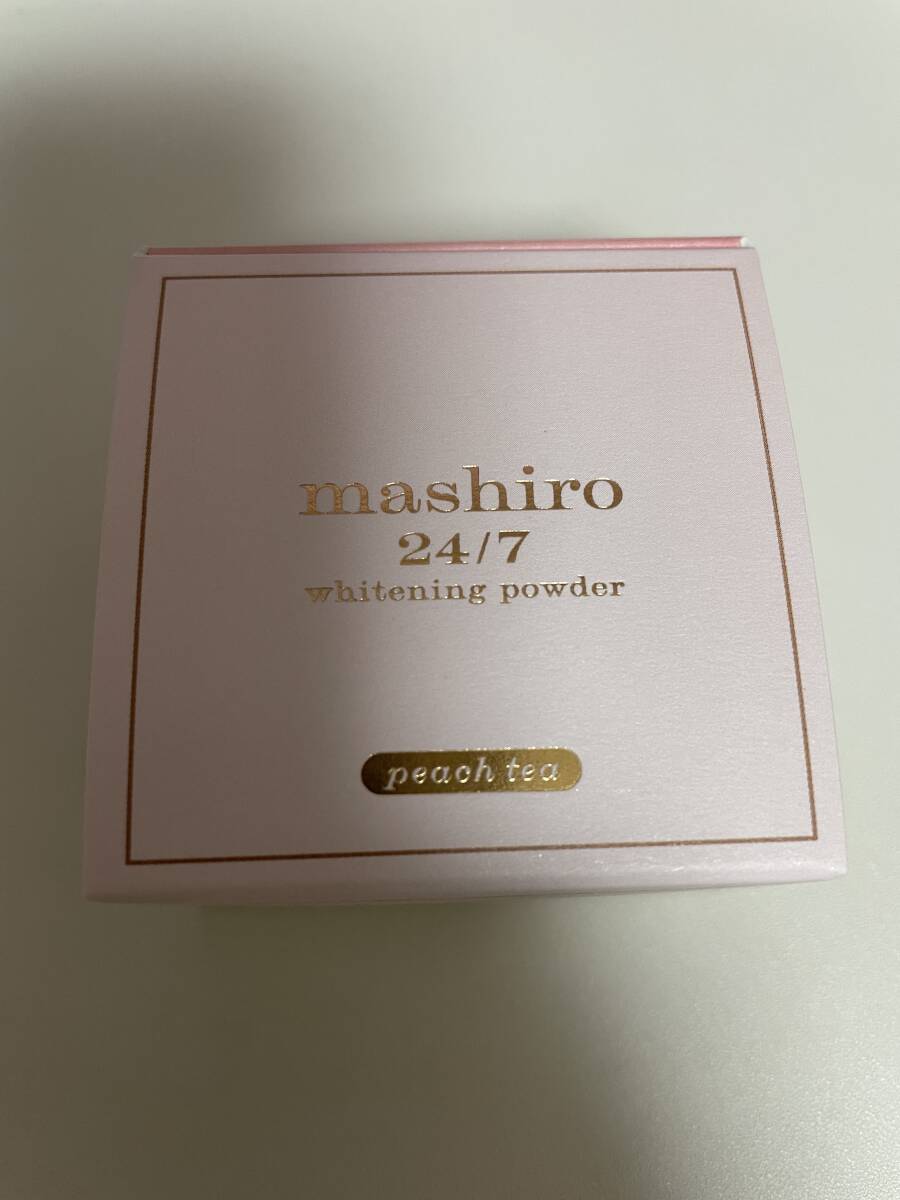 mashiro
24/7
whitening powder
peach tea